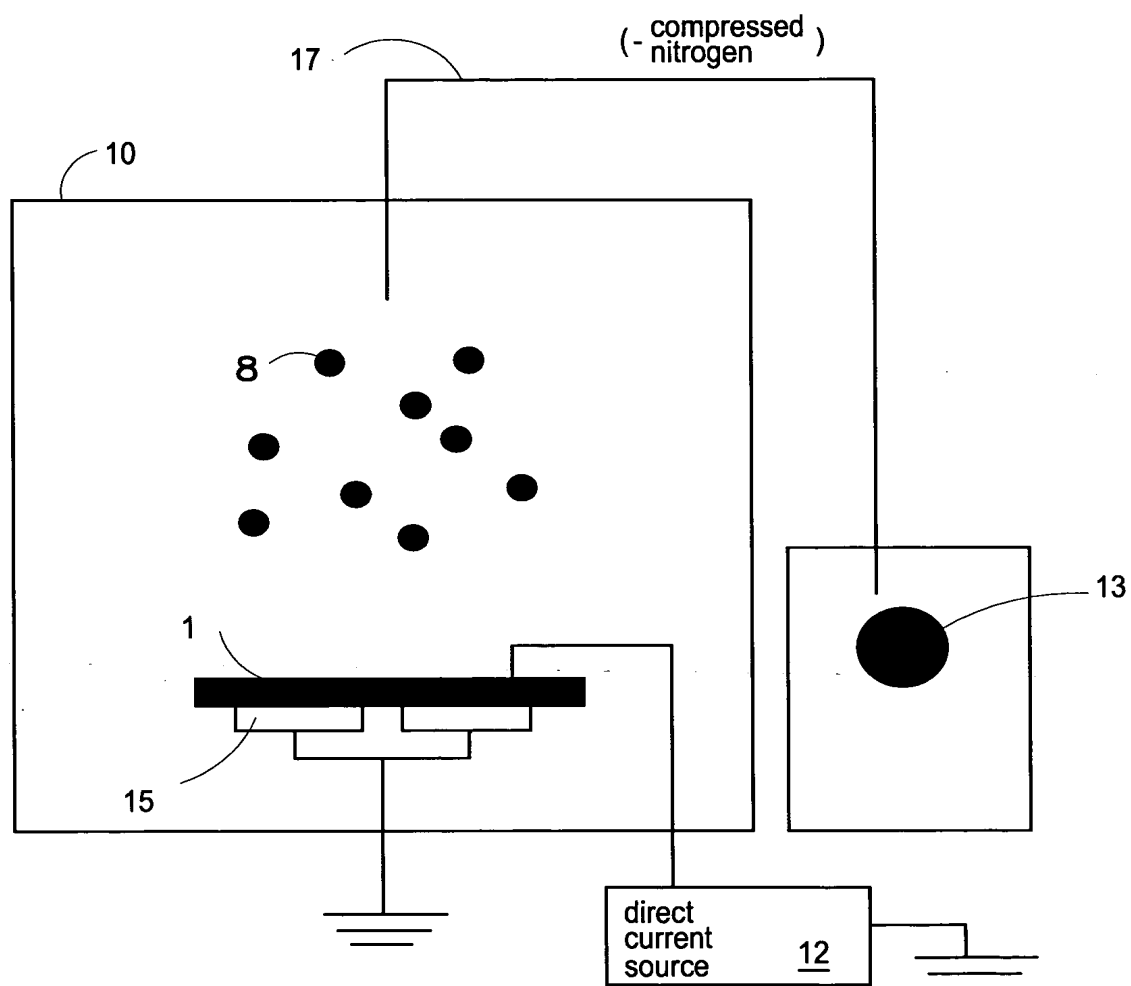 (- compressed
nitrogen )
17
10
8
13
1
15
direct
current
source 12